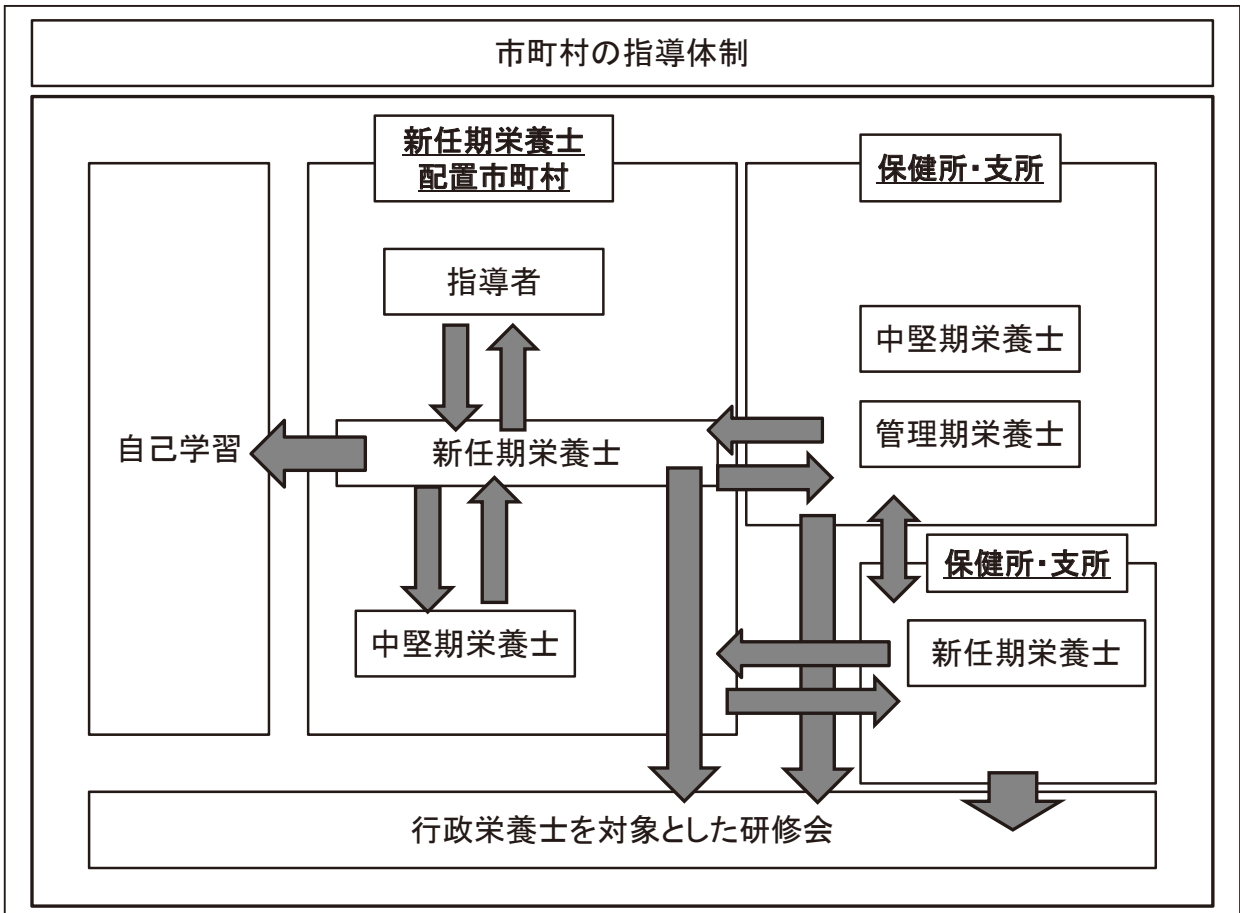 市町村の指導体制
新任期栄養士
配置市町村
指導者
新任期栄養士
中堅期栄養士
自己学習
保健所・支所
中堅期栄養士
管理期栄養士
保健所・支所
新任期栄養士
行政栄養士を対象とした研修会